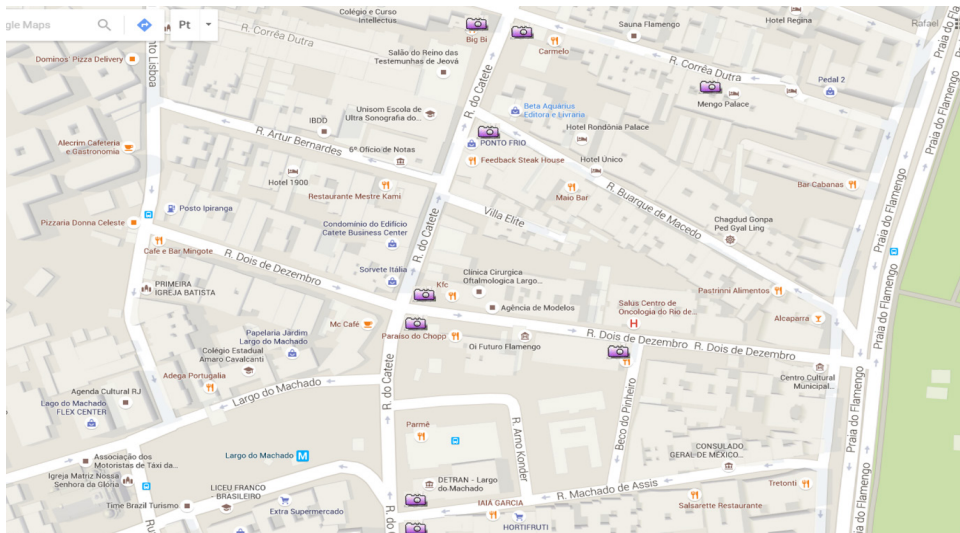 gle Maps
Pt
Colégio e Curso
Intellectus
Big Bi
Carmelo
Sauna Flamengo
Hotel Regina
Rafael
Praia do Flamengo
R. Corrêa Dutra
R. Corrêa Dutra
Dominos' Pizza Delivery
nto Lisboa
Salão do Reino das
Testemunhas de Jeová
R. do Catete
Pedal 2
Mengo Palace
Unisom Escola de
Ultra Sonografia do...
IBDD
Beta Aquarius
Editora e Livraria
Hotel Rondônia Palace
Alecrim Cafeteria
e Gastronomia
R. Artur Bernardes
6º Ofício de Notas
PONTO FRIO
Feedback Steak House
Hotel Unico
Praia do Flamengo
Hotel 1900
Restaurante Mestre Kami
Maio Bar
R. Buarque de Macedo
Bar Cabanas
Posto Ipiranga
Villa Elite
Pizzaria Donna Celeste
Condomínio do Edifício
Catete Business Center
R. do Catete
Chagdud Gonpa
Ped Gyal Ling
Praia do Flamengo
Café e Bar Mingote
R. Dois de Dezembro
Sorvete Itália
Clinica Cirurgica
Oftalmologica Largo...
Kfc
PRIMEIRA
IGREJA BATISTA
Agência de Modelos
Pastrinni Alimentos
Salus Centro de
Oncologia do Rio de...
Praia do Flamengo
Mc Café
Paraíso do Chopp
Alcaparra
Papelaria Jardim
Largo do Machado
Oi Futuro Flamengo
R. Dois de Dezembro
R. Dois de Dezembro
Colégio Estadual
Amaro Cavalcanti
Adega Portugalia
R. do Catete
Centro Cultural
Municipal...
Agenda Cultural RJ
Largo do Machado
Lago do Machado
FLEX CENTER
Beco do Pinheiro
Praia do Flamengo
Parmê
R. Arno Konder
Largo do Machado
M
CONSULADO
GERAL DE MÉXICO...
Associação dos
Motoristas de Táxi da...
Igreja Matriz Nossa
Senhora da Glória
DETRAN - Largo
do Machado
R. Machado de Assis
Tretonti
LICEU FRANCO
BRASILEIRO
Time Brazil Turismo
Extra Supermercado
IAIÁ GARCIA
HORTIFRUTI
Salsarette Restaurante